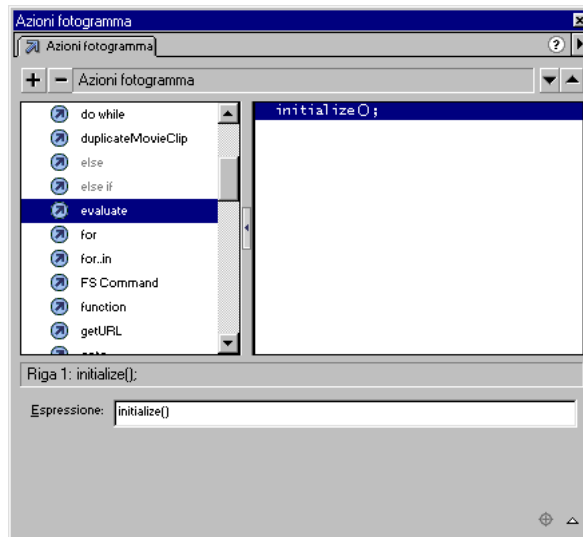 Azioni fotogramma
Azioni fotogramma
?
+ − Azioni fotogramma
do while
duplicateMovieClip
else
else if
evaluate
for
for..in
FS Command
function
getURL
initialize();
Riga 1: initialize();
Espressione: initialize()